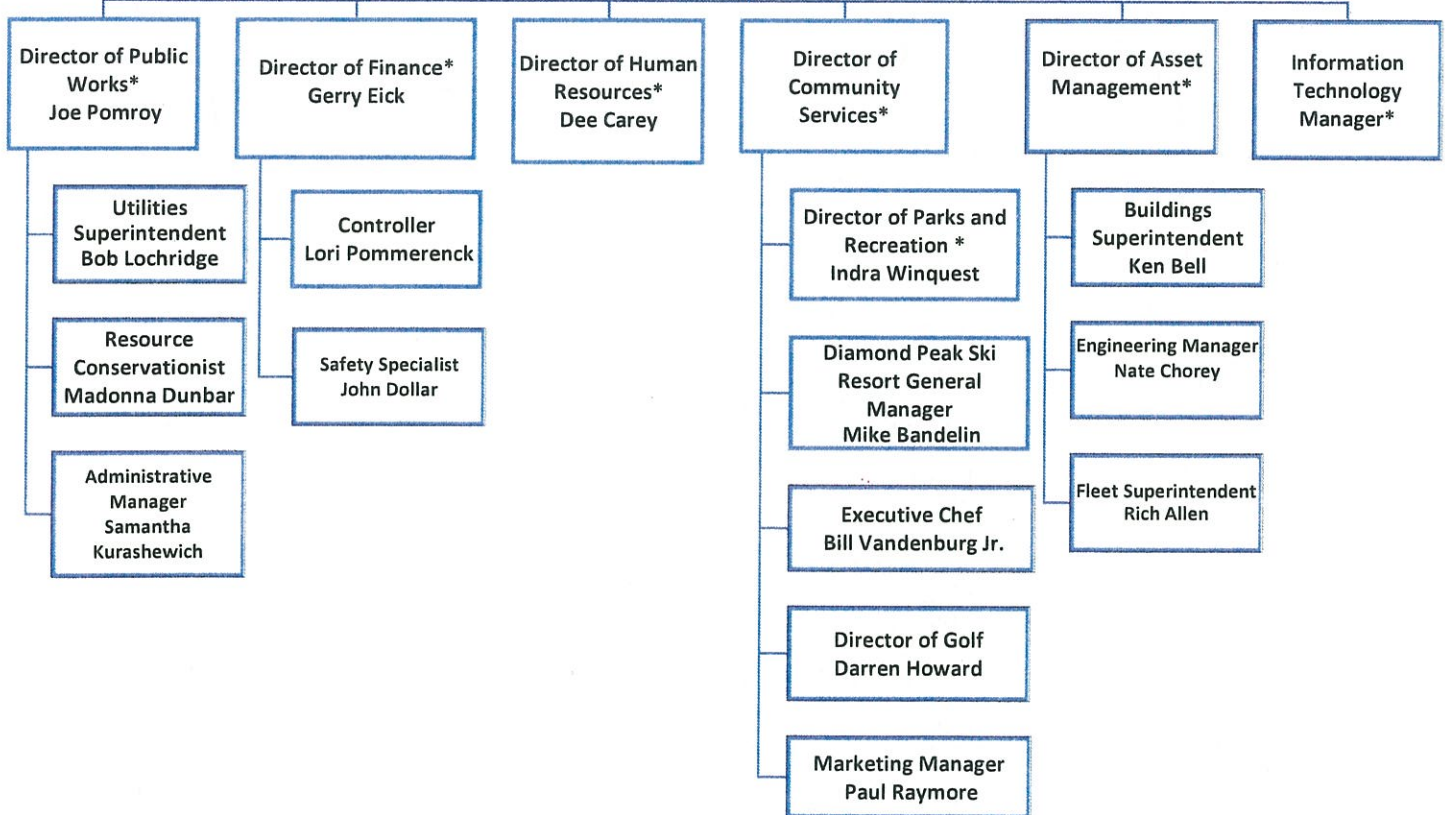 Director of Public
Works*
Joe Pomroy
Utilities
Superintendent
Bob Lochridge
Resource
Conservationist
Madonna Dunbar
Administrative
Manager
Samantha
Kurashewich
Director of Finance*
Gerry Eick
Controller
Lori Pommerenck
Safety Specialist
John Dollar
Director of Human
Resources*
Dee Carey
Director of
Community
Services*
Director of Parks and
Recreation *
Indra Winquest
Diamond Peak Ski
Resort General
Manager
Mike Bandelin
Executive Chef
Bill Vandenburg Jr.
Director of Golf
Darren Howard
Marketing Manager
Paul Raymore
Director of Asset
Management*
Buildings
Superintendent
Ken Bell
Engineering Manager
Nate Chorey
Fleet Superintendent
Rich Allen
Information
Technology
Manager*